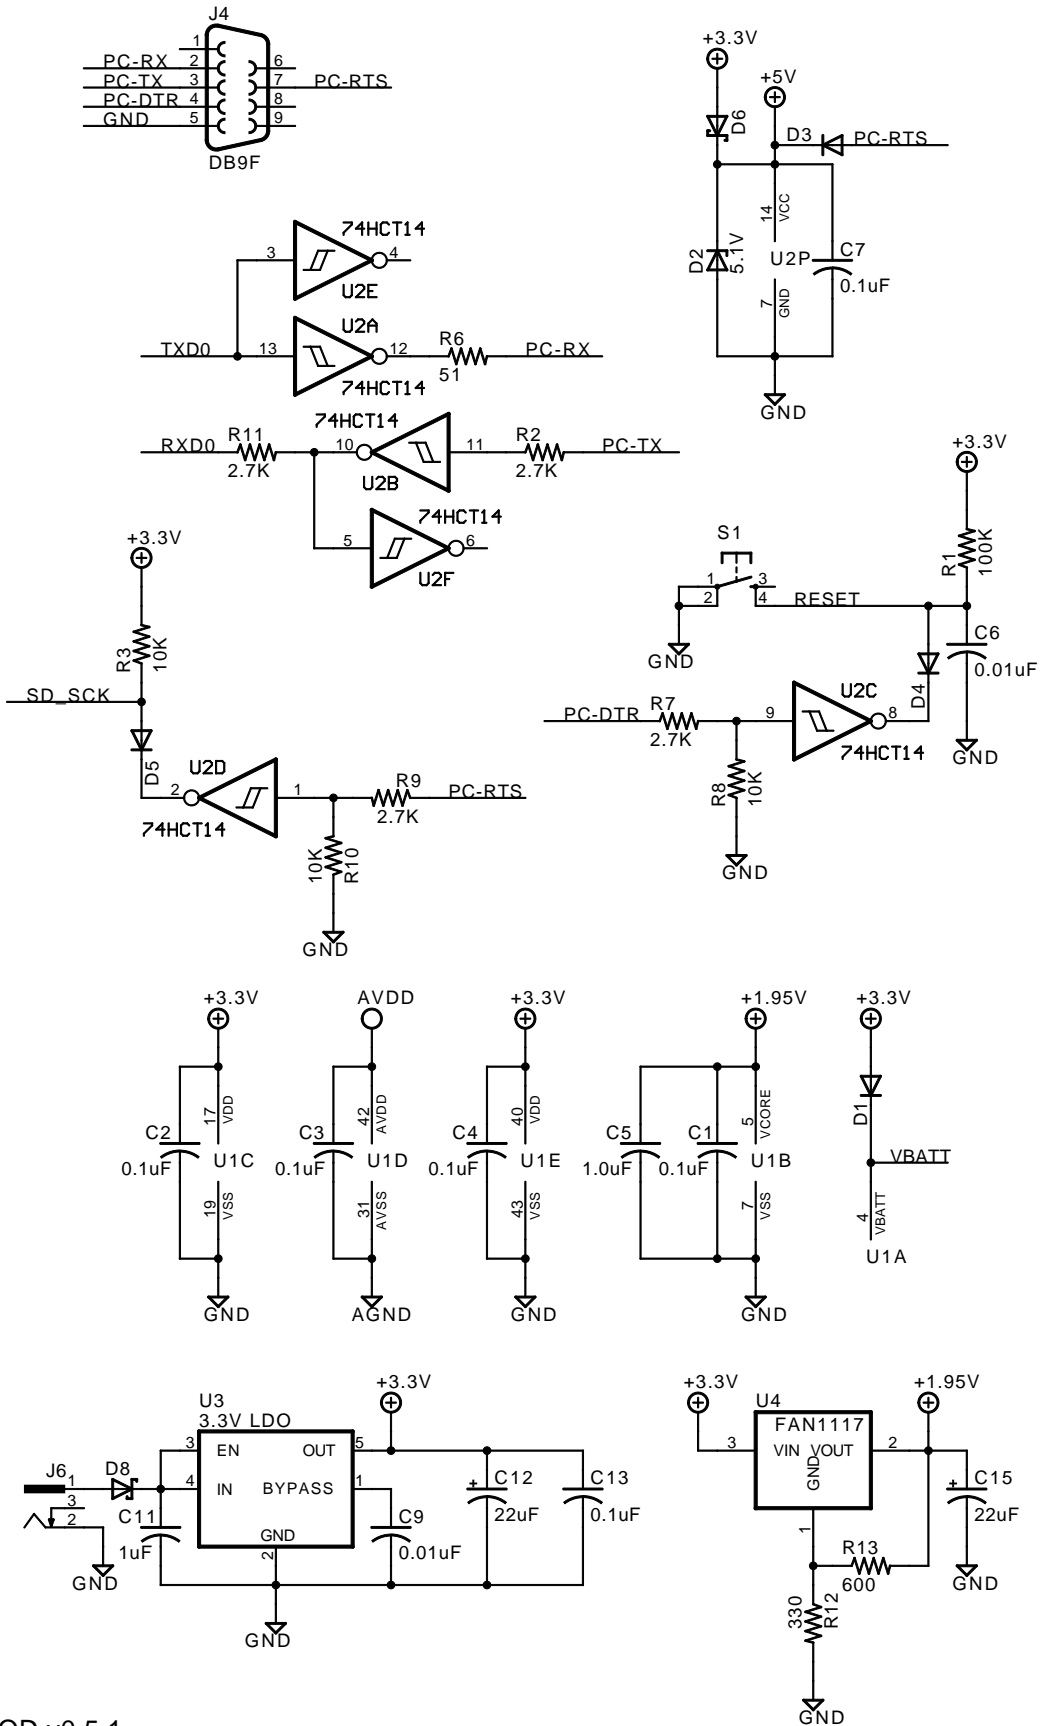 J4
1
PC-RX 2 6
PC-TX 3 7 PC-RTS
PC-DTR 4 8
GND 5 9
DB9F
+3.3V
+5V
D6
D3 PC-RTS
14 VCC
D2 5.1V
U2P
C7
0.1uF
7 GND
GND
74HCT14
3 4
U2E
U2A
TXD0 13 12 R6 PC-RX
51
74HCT14
74HCT14
RXD0 R11 10 11 R2 PC-TX
2.7K U2B 2.7K
74HCT14
5 6
U2F
+3.3V
R1 100K
S1
1 3
2 4 RESET
GND
C6
0.01uF
D4
GND
+3.3V
R3 10K
SD_SCK
D5
U2D
2 1 R9 PC-RTS
74HCT14 2.7K
10K R10
GND
U2C
PC-DTR R7 9 8
2.7K 74HCT14
R8 10K
GND
+3.3V AVDD +3.3V +1.95V +3.3V
17 VDD
C2
0.1uF U1C
19 VSS
GND
42 AVDD
C3
0.1uF U1D
31 AVSS
AGND
40 VDD
C4
0.1uF U1E
43 VSS
GND
5 VCORE
C5 C1
1.0uF 0.1uF U1B
7 VSS
GND
D1
VBATT
4 VBATT
U1A
U3
3.3V LDO
+3.3V
3 EN OUT 5
J6 1 D8 4 IN BYPASS 1
3
2
C11
1uF
GND
GND
2
C9
0.01uF
C12
22uF
C13
0.1uF
GND
+3.3V U4 +1.95V
FAN1117
3 VIN VOUT 2
GND
1
C15
22uF
R13
600
330 R12
GND
GND